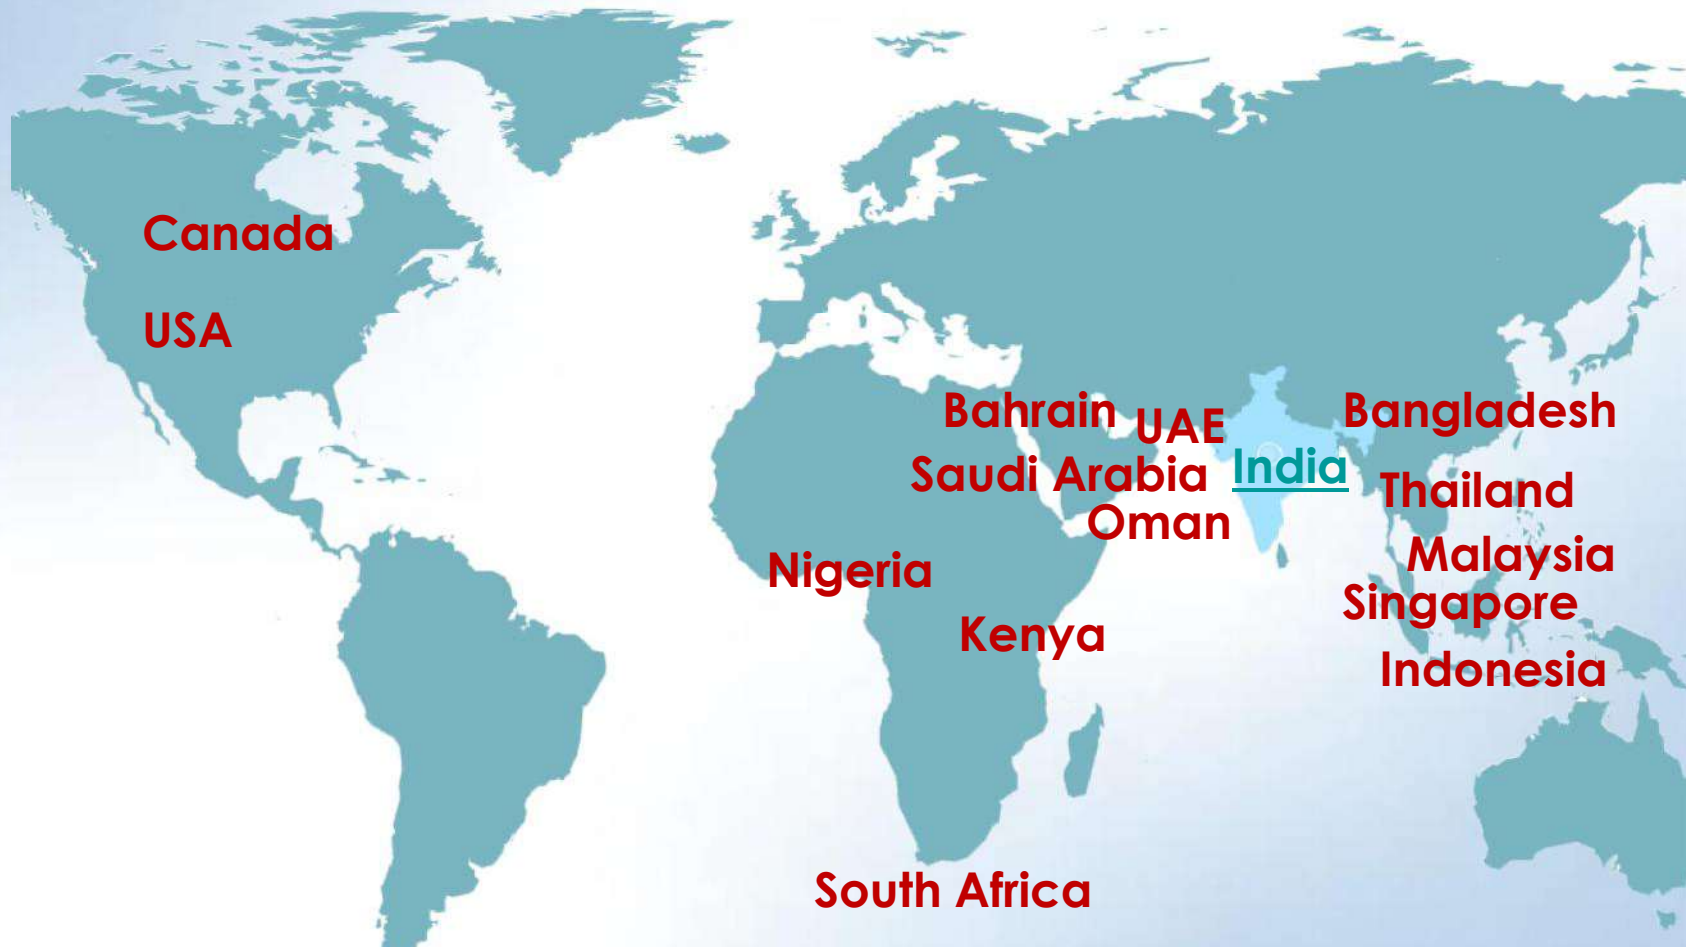 Canada
USA
Bahrain
UAE
Bangladesh
Saudi Arabia
India
Thailand
Oman
Nigeria
Malaysia
Singapore
Kenya
Indonesia
South Africa